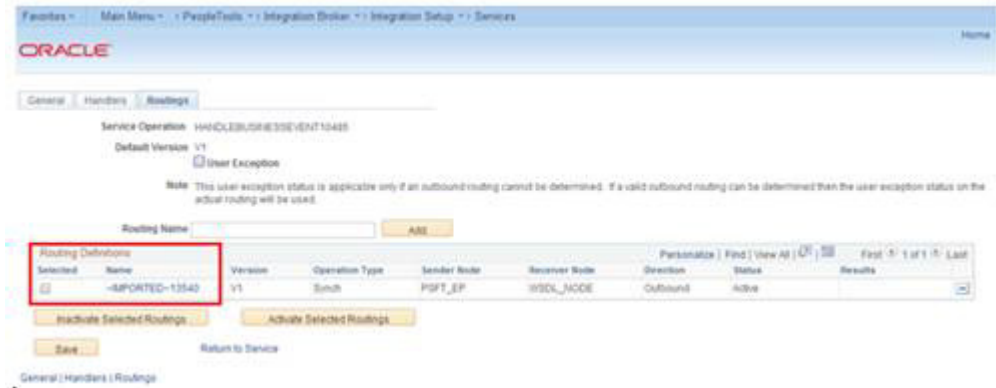 Favorites Main Menu > PeopleTools > Integration Broker > Integration Setup > Services
Home
ORACLE
General Handlers Routings
Service Operation HANDLEBUSINESSEVENT10485
Default Version V1
User Exception
Note This user exception status is applicable only if an outbound routing cannot be determined. If a valid outbound routing can be determined then the user exception status on the
actual routing will be used.
Routing Name Add
Routing Definitions Personalize | Find | View All | First 1 of 1 Last
Selected Name Version Operation Type Sender Node Receiver Node Direction Status Results
~IMPORTED~13540 V1 Synch PSFT_EP WSDL_NODE Outbound Active
Inactivate Selected Routings Activate Selected Routings
Save Return to Service
General | Handlers | Routings